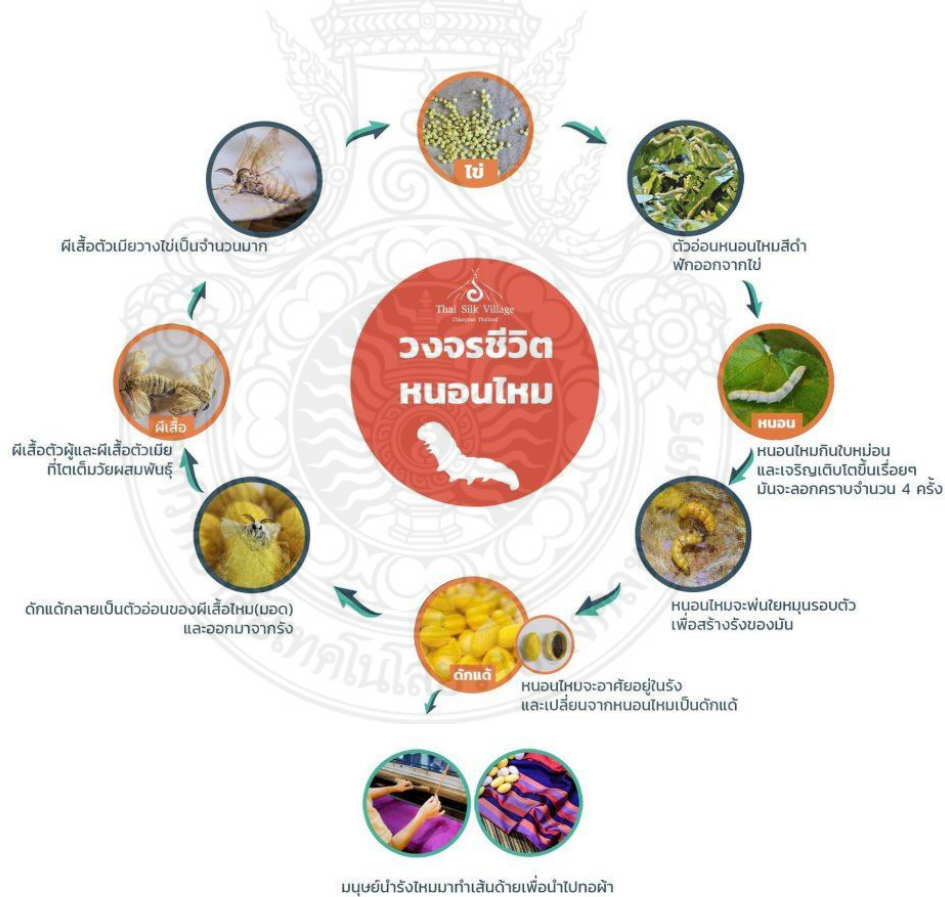 ไข่
ตัวอ่อนหนอนไหมสีดำ
ฟักออกจากไข่
หนอน
หนอนไหมกินใบหม่อน
และเจริญเติบโตขึ้นเรื่อยๆ
มันจะลอกคราบจำนวน 4 ครั้ง
หนอนไหมจะพ่นใยหมุนรอบตัว
เพื่อสร้างรังของมัน
ดักแด้
หนอนไหมจะอาศัยอยู่ในรัง
และเปลี่ยนจากหนอนไหมเป็นดักแด้
มนุษย์นำรังไหมมาทำเส้นด้ายเพื่อนำไปทอผ้า
ดักแด้กลายเป็นตัวอ่อนของผีเสื้อไหม(มอด)
และออกมาจากรัง
ผีเสื้อ
ผีเสื้อตัวผู้และผีเสื้อตัวเมีย
ที่โตเต็มวัยผสมพันธุ์
ผีเสื้อตัวเมียวางไข่เป็นจำนวนมาก
Thai Silk Village
Chiangmai Thailand
วงจรชีวิต
หนอนไหม